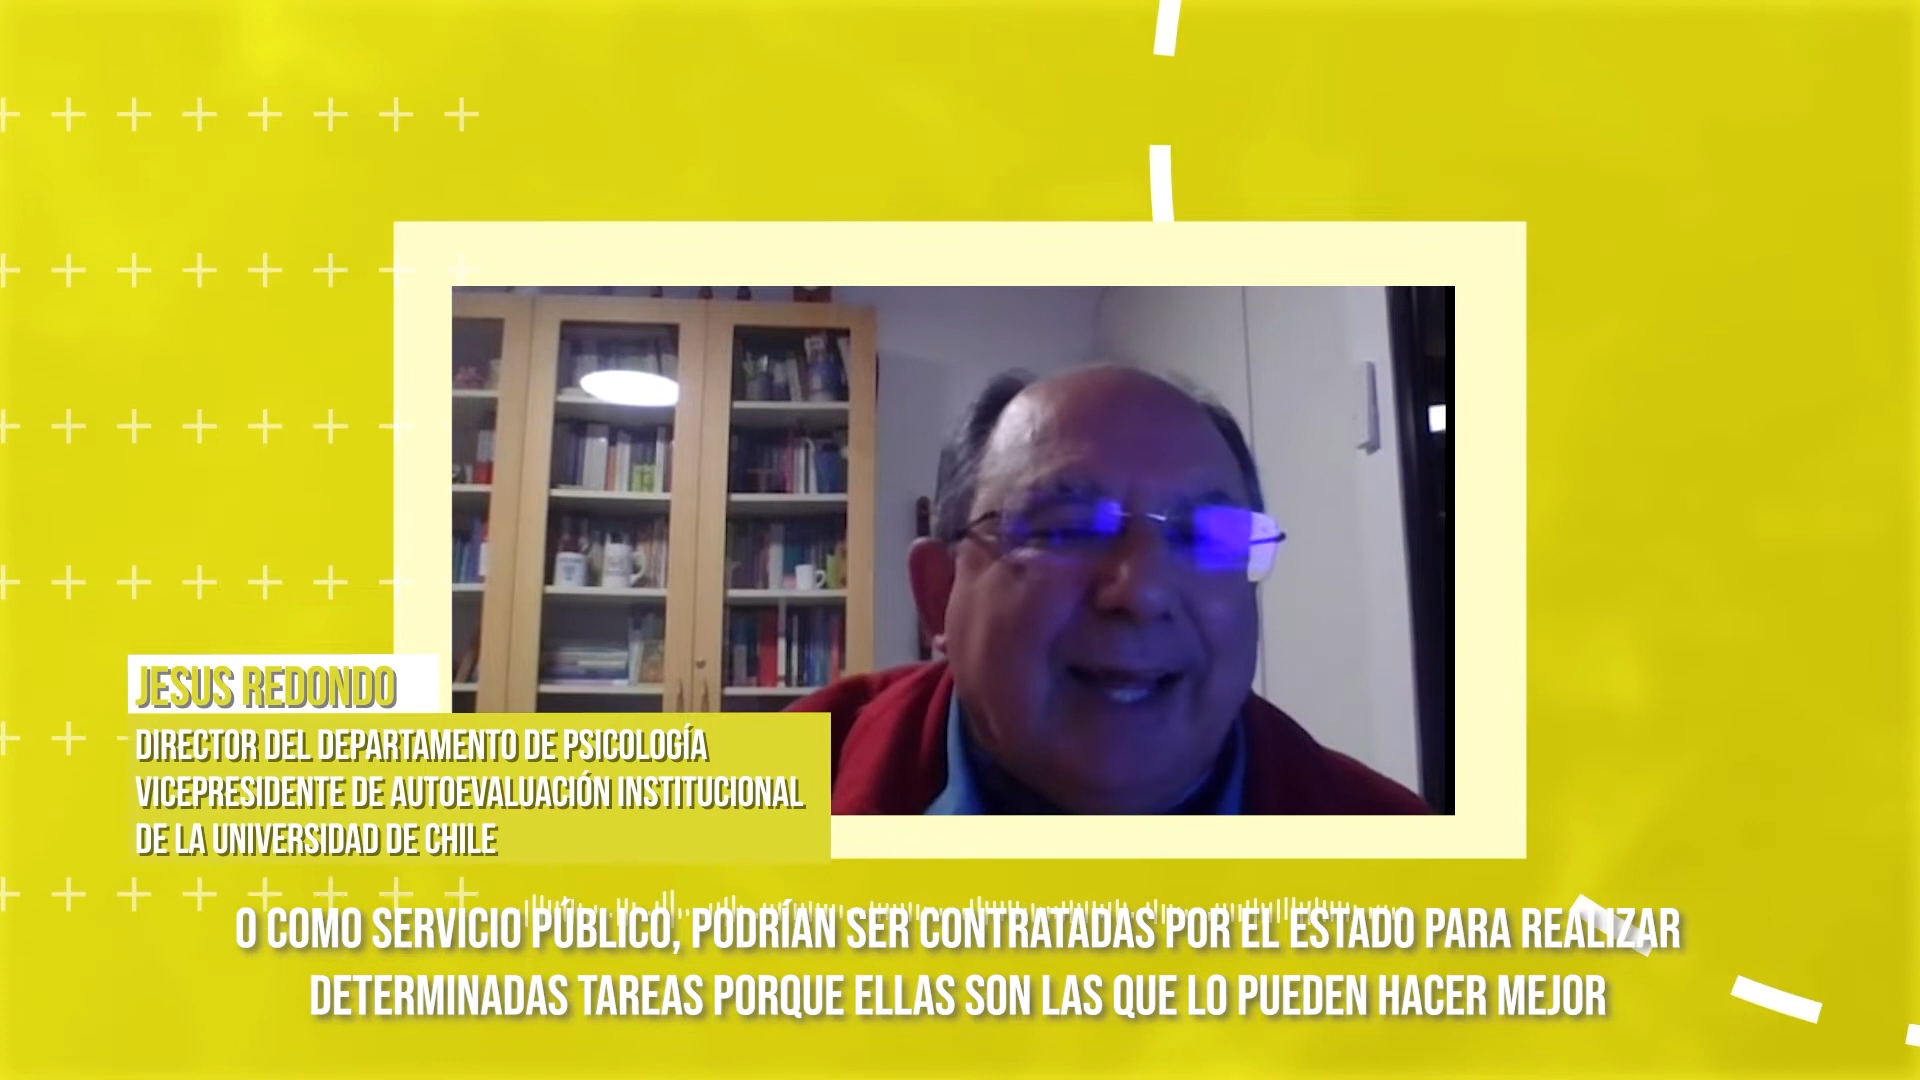 JESUS REDONDO
DIRECTOR DEL DEPARTAMENTO DE PSICOLOGÍA
VICEPRESIDENTE DE AUTOEVALUACIÓN INSTITUCIONAL
DE LA UNIVERSIDAD DE CHILE
O COMO SERVICIO PÚBLICO, PODRÍAN SER CONTRATADAS POR EL ESTADO PARA REALIZAR
DETERMINADAS TAREAS PORQUE ELLAS SON LAS QUE LO PUEDEN HACER MEJOR